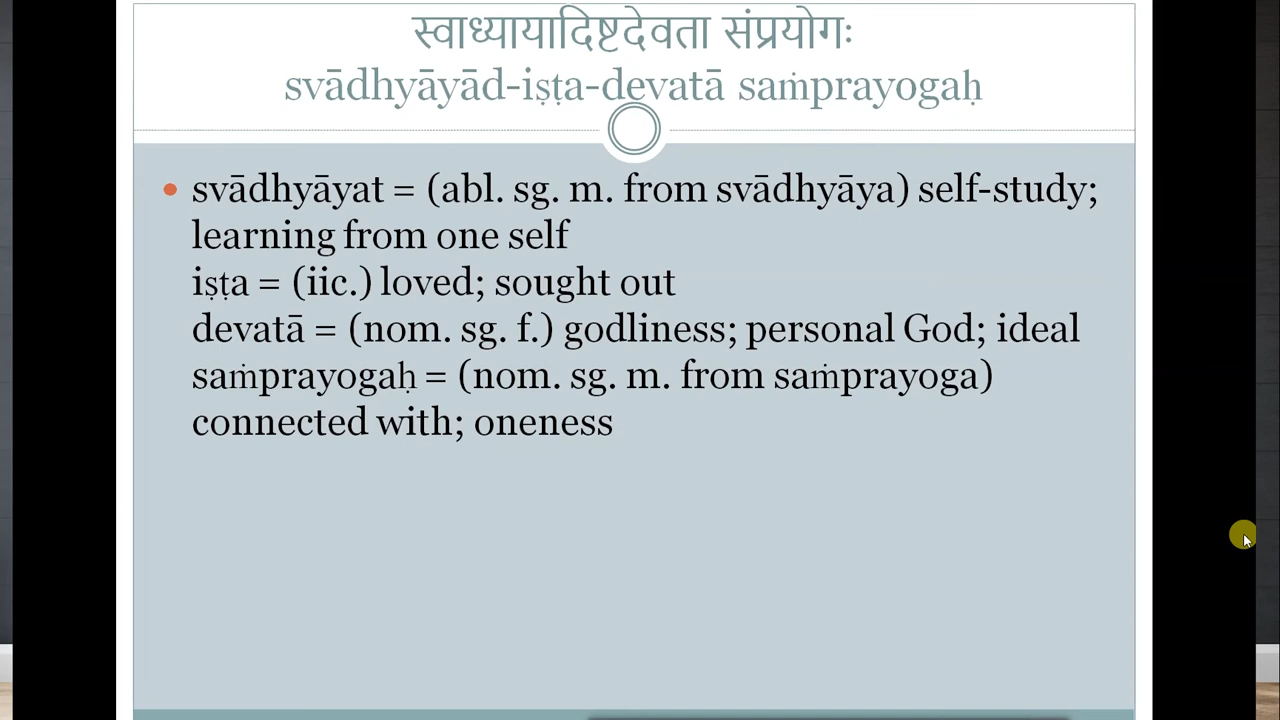 स्वाध्यायादिष्टदेवता संप्रयोगः
svādhyāyād-iṣṭa-devatā saṁprayogaḥ
svādhyāyat = (abl. sg. m. from svādhyāya) self-study;
learning from one self
iṣṭa = (iic.) loved; sought out
devatā = (nom. sg. f.) godliness; personal God; ideal
saṁprayogaḥ = (nom. sg. m. from saṁprayoga)
connected with; oneness